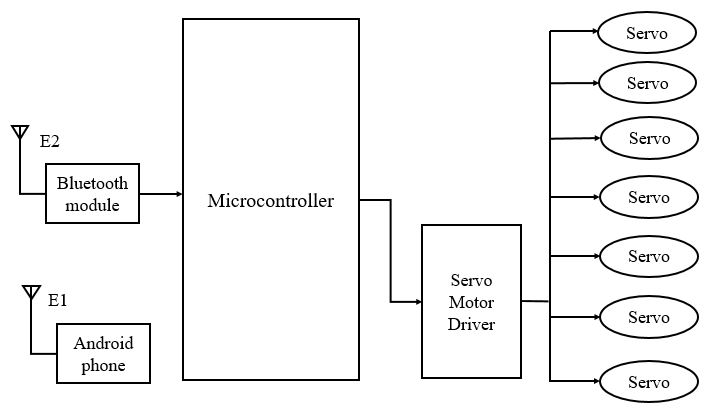 E2
Bluetooth
module
E1
Android
phone
Microcontroller
Servo
Motor
Driver
Servo
Servo
Servo
Servo
Servo
Servo
Servo